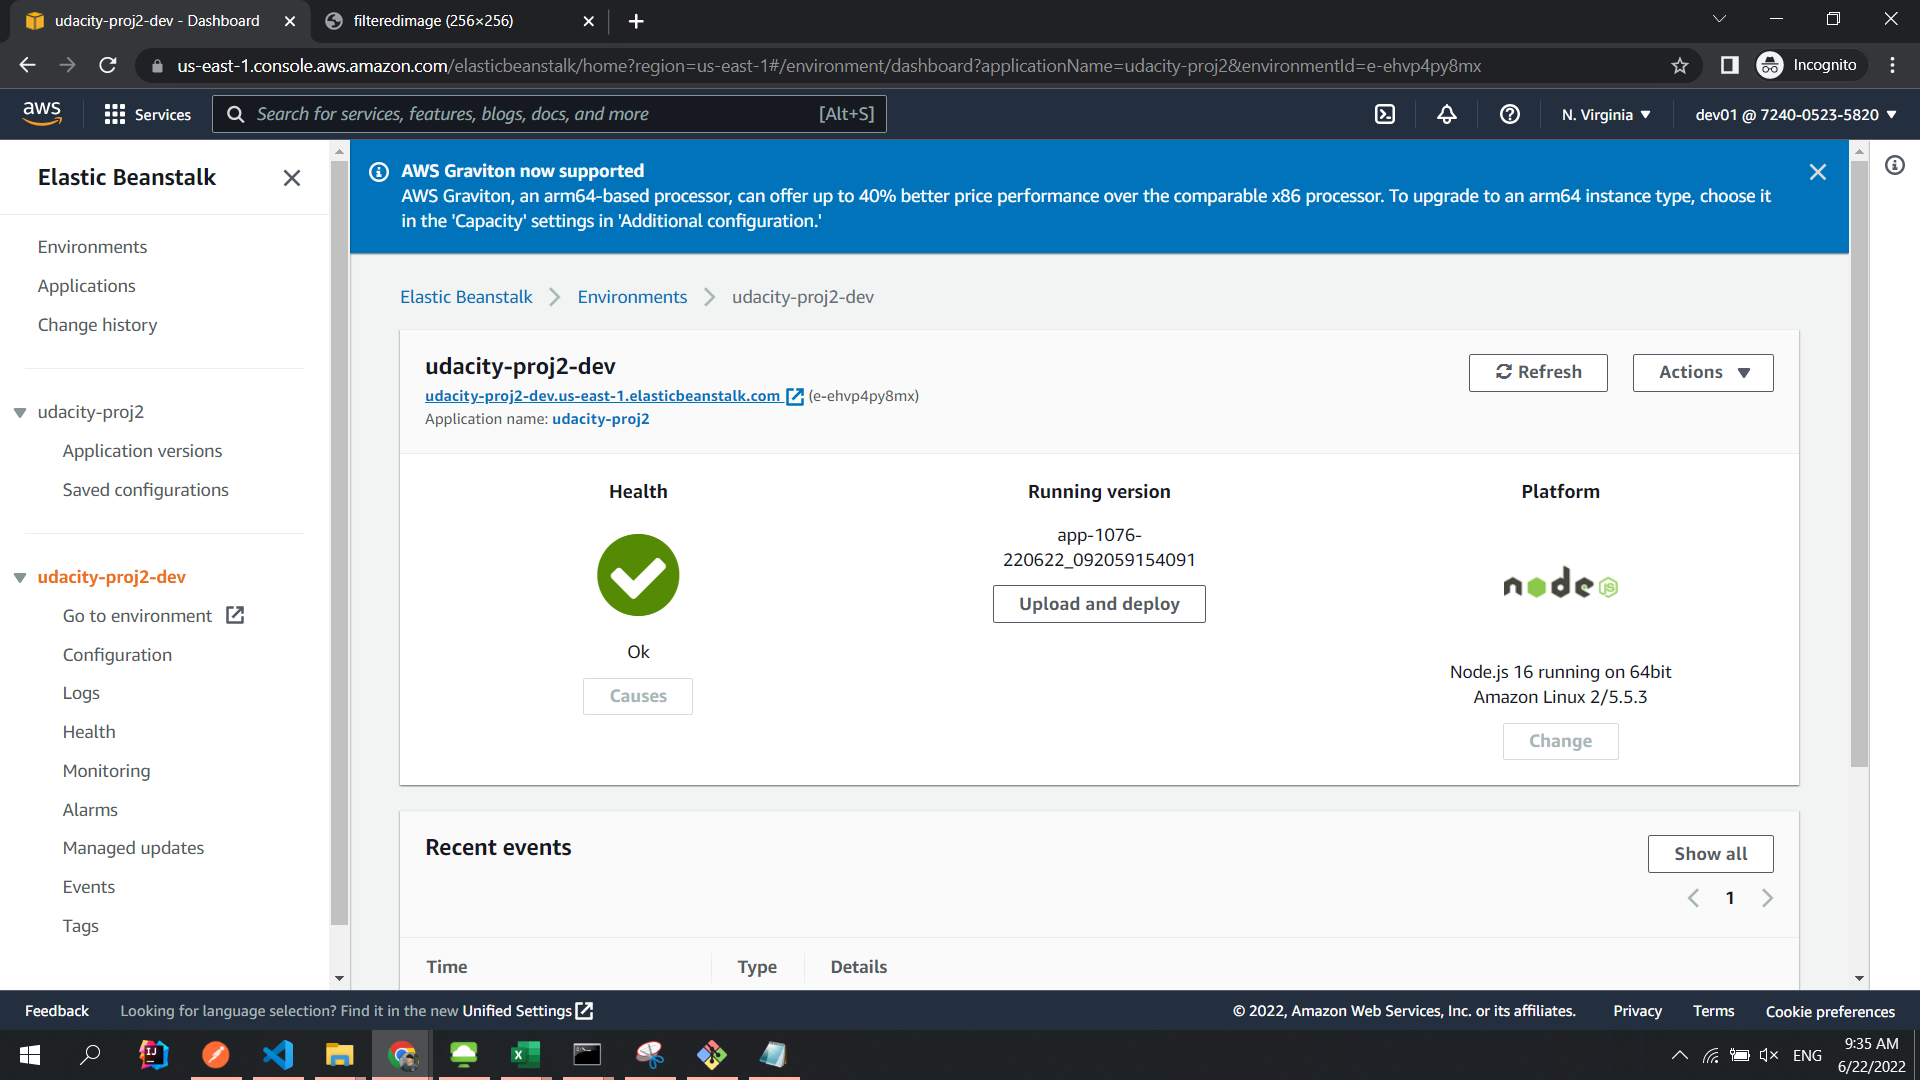 udacity-proj2-dev - Dashboard
filteredimage (256×256)
us-east-1.console.aws.amazon.com/elasticbeanstalk/home?region=us-east-1#/environment/dashboard?applicationName=udacity-proj2&environmentId=e-ehvp4py8mx
Incognito
aws
Services
Search for services, features, blogs, docs, and more
[Alt+S]
N. Virginia
dev01 @ 7240-0523-5820
Elastic Beanstalk
Environments
Applications
Change history
udacity-proj2
Application versions
Saved configurations
udacity-proj2-dev
Go to environment
Configuration
Logs
Health
Monitoring
Alarms
Managed updates
Events
Tags
AWS Graviton now supported
AWS Graviton, an arm64-based processor, can offer up to 40% better price performance over the comparable x86 processor. To upgrade to an arm64 instance type, choose it
in the 'Capacity' settings in 'Additional configuration.'
Elastic Beanstalk
Environments
udacity-proj2-dev
udacity-proj2-dev
udacity-proj2-dev.us-east-1.elasticbeanstalk.com (e-ehvp4py8mx)
Application name: udacity-proj2
Refresh
Actions
Health
Ok
Causes
Running version
app-1076-
220622_092059154091
Upload and deploy
Platform
node JS
Node.js 16 running on 64bit
Amazon Linux 2/5.5.3
Change
Recent events
Show all
1
Time
Type
Details
Feedback
Looking for language selection? Find it in the new Unified Settings
© 2022, Amazon Web Services, Inc. or its affiliates.
Privacy
Terms
Cookie preferences
ENG
9:35 AM
6/22/2022